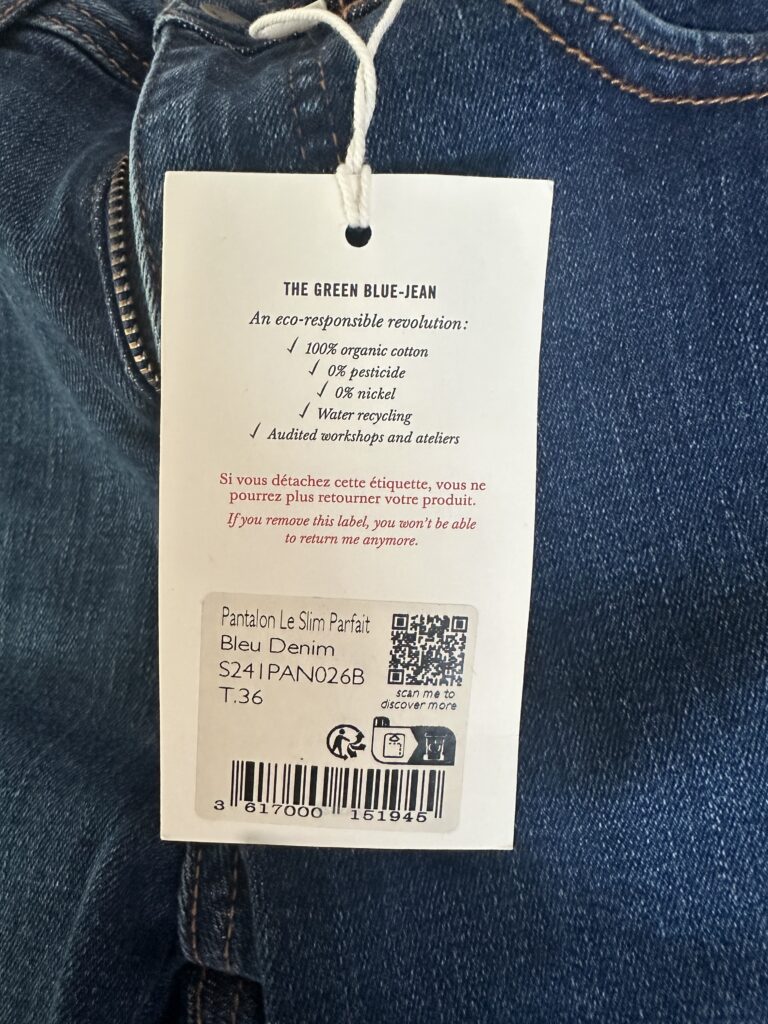 THE GREEN BLUE-JEAN
An eco-responsible revolution:
✓ 100% organic cotton
✓ 0% pesticide
✓ 0% nickel
✓ Water recycling
✓ Audited workshops and ateliers
Si vous détachez cette étiquette, vous ne
pourrez plus retourner votre produit.
If you remove this label, you won't be able
to return me anymore.
Pantalon Le Slim Parfait
Bleu Denim
S241PAN026B
T.36
scan me to
discover more
3 617000 151945